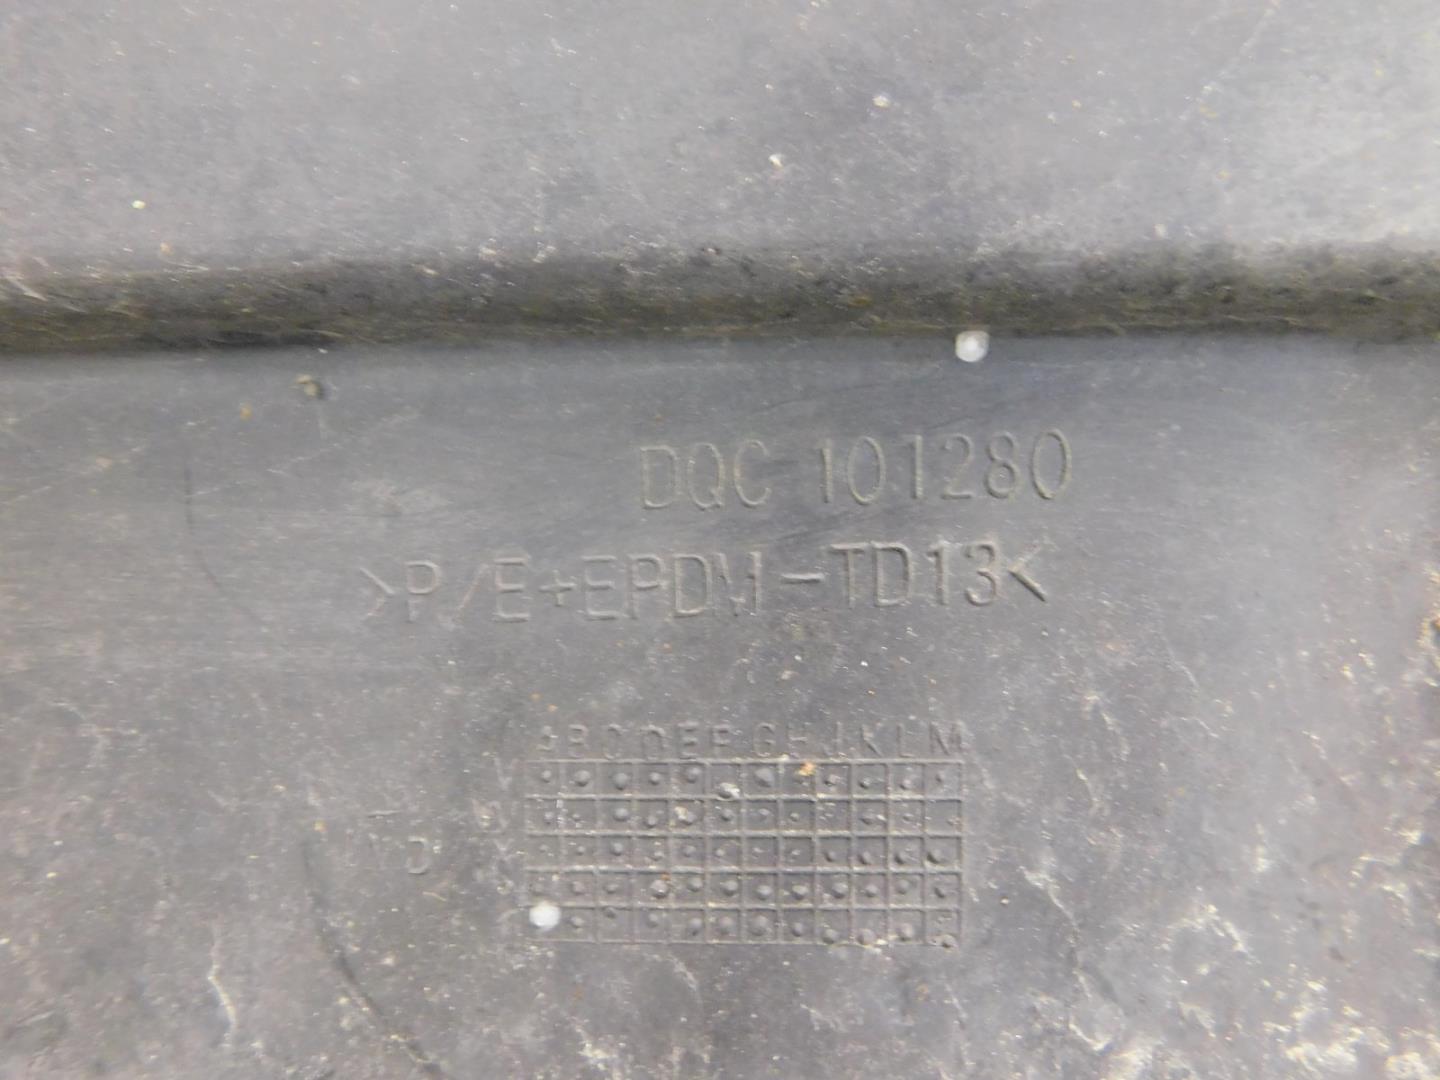 DQC 101280
>P/E+EPDM-TD13<
ABCDEFGHJKLM